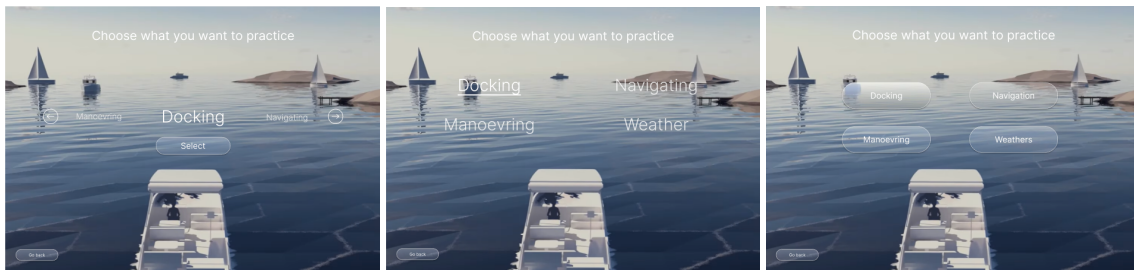 Choose what you want to practice
Manoevring Docking Navigating
Select
Go back
Choose what you want to practice
Docking Navigating
Manoevring Weather
Go back
Choose what you want to practice
Docking Navigation
Manoevring Weathers
Go back